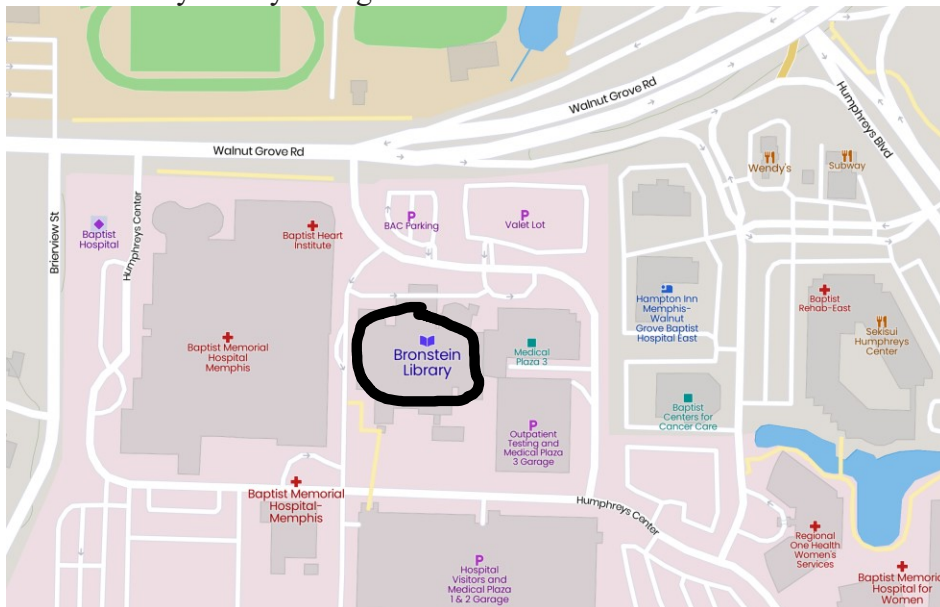 Walnut Grove Rd
Humphreys Blvd
Walnut Grove Rd
Wendy's
Subway
Brierview St
Humphreys Center
Baptist
Hospital
Baptist Heart
Institute
P
BAC Parking
P
Valet Lot
Hampton Inn
Memphis-
Walnut
Grove Baptist
Hospital East
Baptist
Rehab-East
Sekisui
Humphreys
Center
Baptist Memorial
Hospital
Memphis
Bronstein
Library
Medical
Plaza 3
Baptist
Centers for
Cancer Care
P
Outpatient
Testing and
Medical Plaza
3 Garage
Baptist Memorial
Hospital-
Memphis
Humphreys Center
Regional
One Health
Women's
Services
P
Hospital
Visitors and
Medical Plaza
1 & 2 Garage
Baptist Memoria
Hospital for
Women